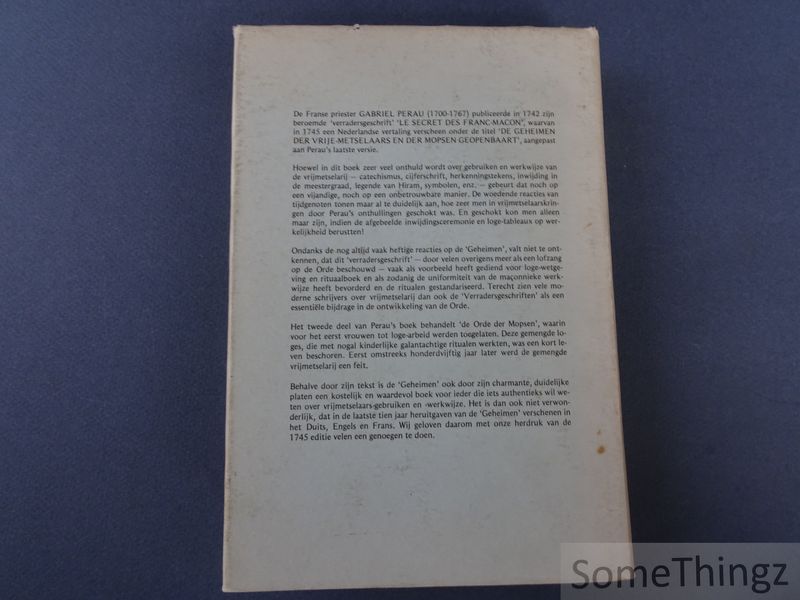 De Franse priester GABRIEL PERAU (1700-1767) publiceerde in 1742 zijn
beroemde 'verradersgeschrift' 'LE SECRET DES FRANC-MACON', waarvan
in 1745 een Nederlandse vertaling verscheen onder de titel 'DE GEHEIMEN
DER VRIJE-METSELAARS EN DER MOPSEN GEOPENBAART', aangepast
aan Perau's laatste versie.
Hoewel in dit boek zeer veel onthuld wordt over gebruiken en werkwijze van
de vrijmetselarij — catechismus, cijferschrift, herkenningstekens, inwijding in
de meestergraad, legende van Hiram, symbolen, enz. — gebeurt dat noch op
een vijandige, noch op een onbetrouwbare manier. De woedende reacties van
tijdgenoten tonen maar al te duidelijk aan, hoe zeer men in vrijmetselaarskrin-
gen door Perau's onthullingen geschokt was. En geschokt kon men alleen
maar zijn, indien de afgebeelde inwijdingsceremonie en loge-tableaux op wer-
kelijkheid berustten!
Ondanks de nog altijd vaak heftige reacties op de 'Geheimen', valt niet te ont-
kennen, dat dit 'verradersgeschrift' — door velen overigens meer als een lofzang
op de Orde beschouwd — vaak als voorbeeld heeft gediend voor loge-wetge-
ving en rituaalboek en als zodanig de uniformiteit van de maçonnieke werk-
wijze heeft bevorderd en de ritualen gestandariseerd. Terecht zien vele mo-
derne schrijvers over vrijmetselarij dan ook de 'Verradersgeschriften' als een
essentiële bijdrage in de ontwikkeling van de Orde.
Het tweede deel van Perau's boek behandelt 'de Orde der Mopsen', waarin
voor het eerst vrouwen tot loge-arbeid werden toegelaten. Deze gemengde lo-
ges, die met nogal kinderlijke galantachtige ritualen werkten, was een kort le-
ven beschoren. Eerst omstreeks honderdvijftig jaar later werd de gemengde
vrijmetselarij een feit.
Behalve door zijn tekst is de 'Geheimen' ook door zijn charmante, duidelijke
platen een kostelijk en waardevol boek voor ieder die iets authentieks wil we-
ten over vrijmetselaars-gebruiken en -werkwijze. Het is dan ook niet verwon-
derlijk, dat in de laatste tien jaar heruitgaven van de 'Geheimen' verschenen in
het Duits, Engels en Frans. Wij geloven daarom met onze herdruk van de
1745 editie velen een genoegen te doen.
SomeThingz